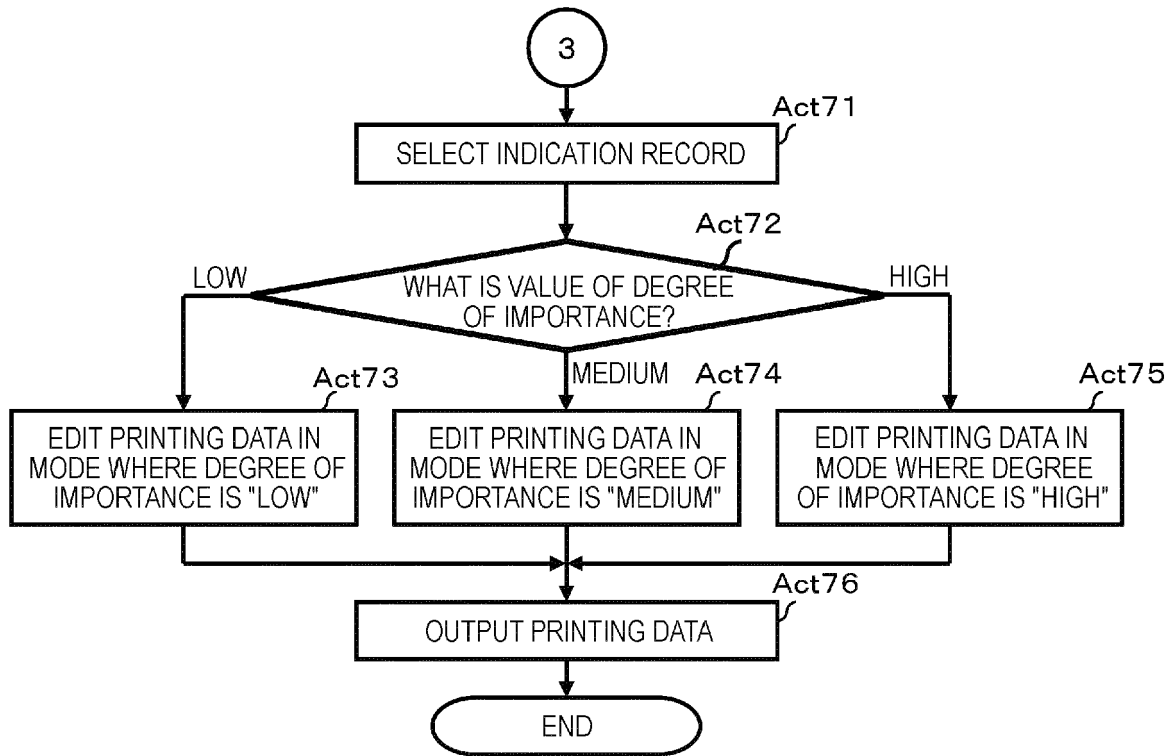 3
Act71
SELECT INDICATION RECORD
Act72
LOW
WHAT IS VALUE OF DEGREE
OF IMPORTANCE?
HIGH
MEDIUM
Act73
EDIT PRINTING DATA IN
MODE WHERE DEGREE OF
IMPORTANCE IS "LOW"
Act74
EDIT PRINTING DATA IN
MODE WHERE DEGREE OF
IMPORTANCE IS "MEDIUM"
Act75
EDIT PRINTING DATA IN
MODE WHERE DEGREE
OF IMPORTANCE IS "HIGH"
Act76
OUTPUT PRINTING DATA
END